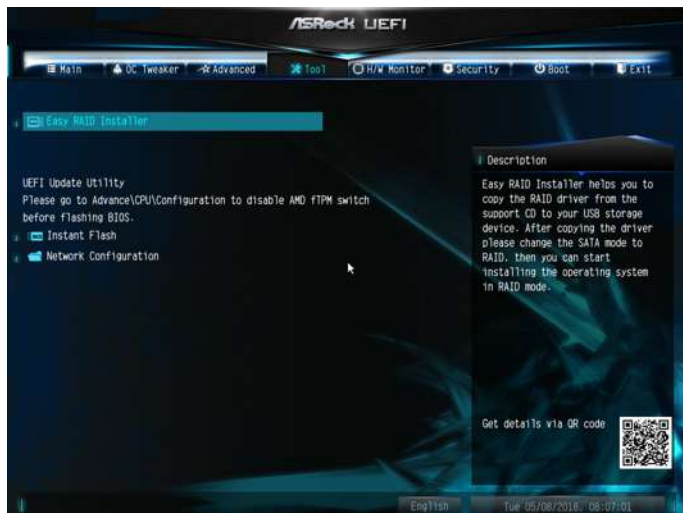 ASRock UEFI
Main OC Tweaker Advanced Tool H/W Monitor Security Boot Exit
Easy RAID Installer
UEFI Update Utility
Please go to Advance\CPU\Configuration to disable AMD fTPM switch
before flashing BIOS.
Instant Flash
Network Configuration
Description
Easy RAID Installer helps you to
copy the RAID driver from the
support CD to your USB storage
device. After copying the driver
please change the SATA mode to
RAID. then you can start
installing the operating system
in RAID mode.
Get details via QR code
English Tue 05/08/2018. 08:07:01